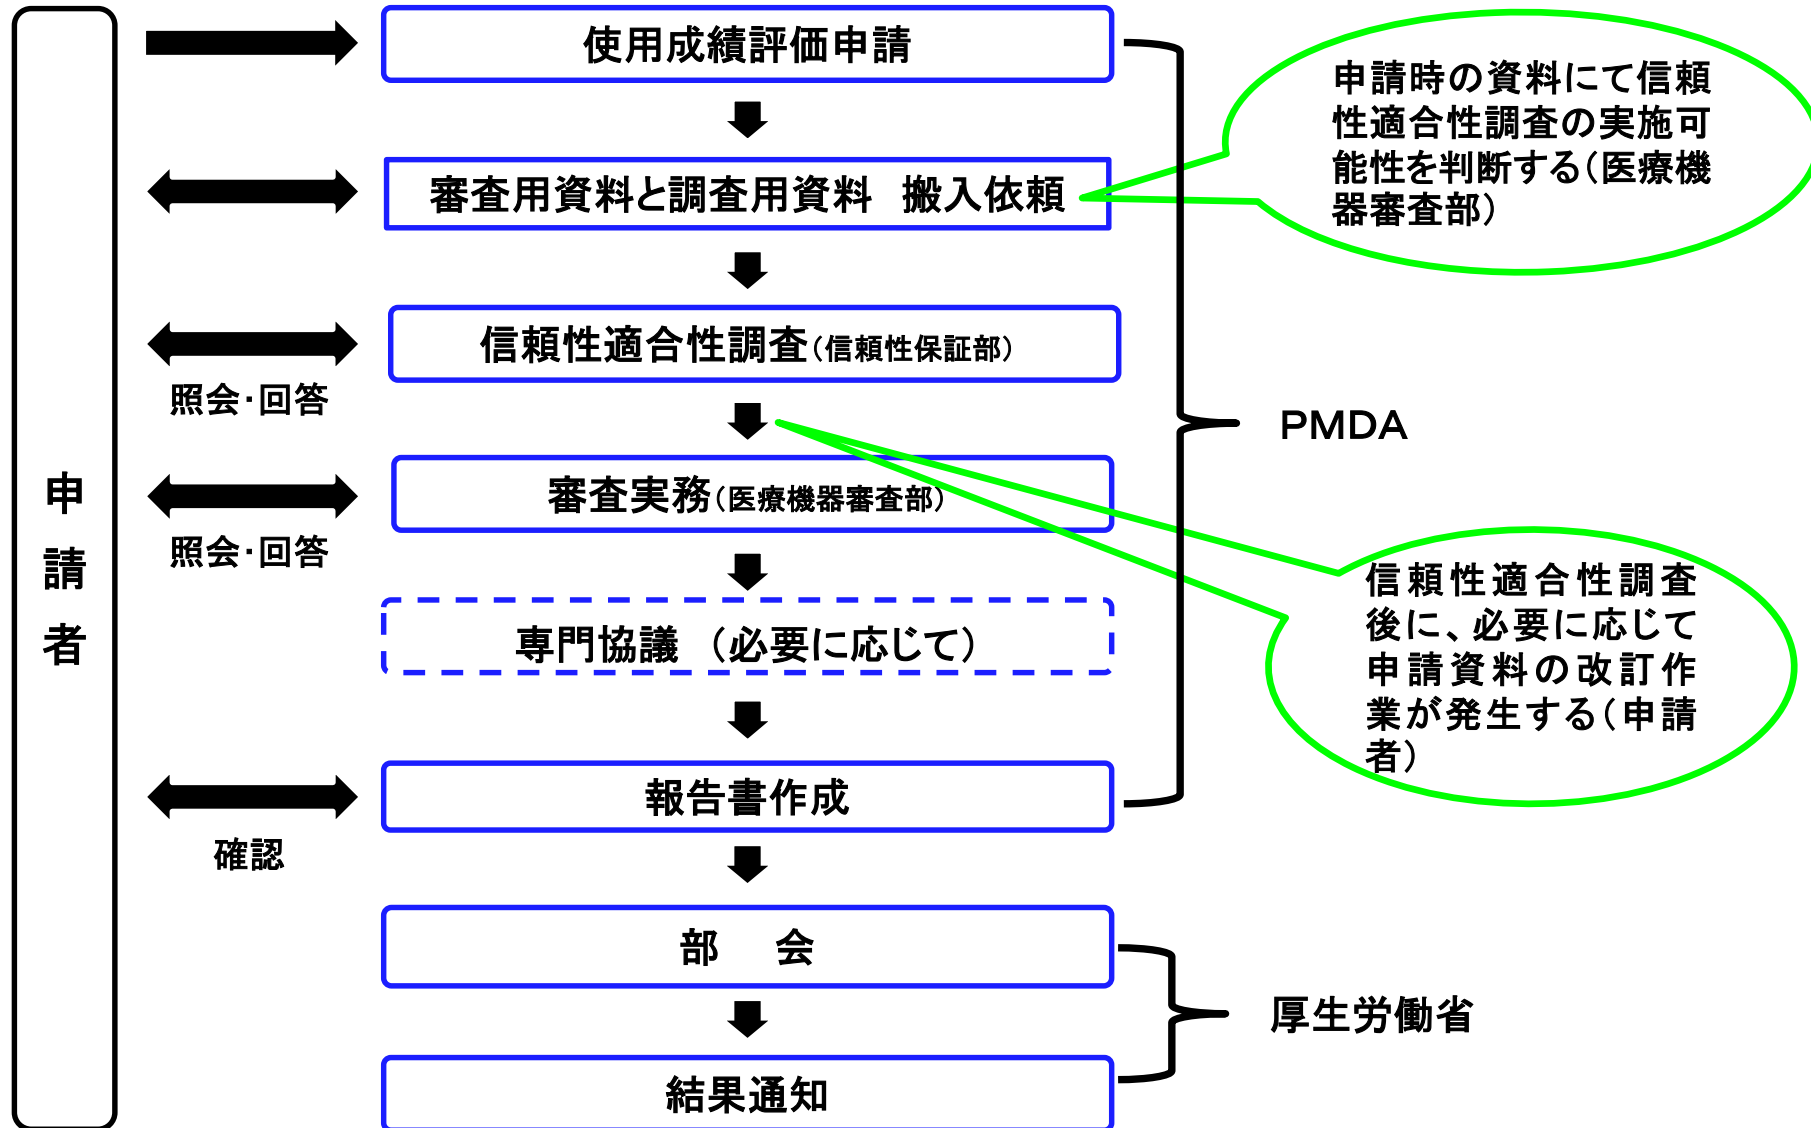 使用成績評価申請
申請時の資料にて信頼
性適合性調査の実施可
能性を判断する(医療機
器審査部)
審査用資料と調査用資料　搬入依頼
信頼性適合性調査(信頼性保証部)
照会・回答
PMDA
審査実務(医療機器審査部)
照会・回答
申
請
者
専門協議 (必要に応じて)
信頼性適合性調査
後に、必要に応じて
申請資料の改訂作
業が発生する(申請
者)
報告書作成
確認
部　会
厚生労働省
結果通知